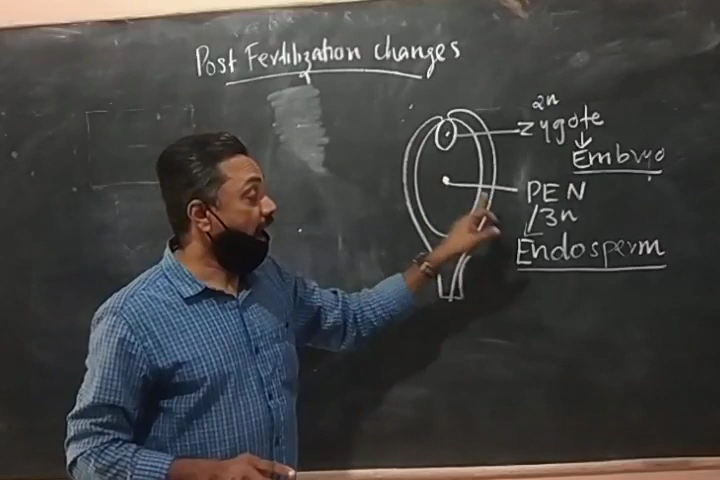 Post Fertilization changes
2n
Zygote
Embryo
PEN
3n
Endosperm